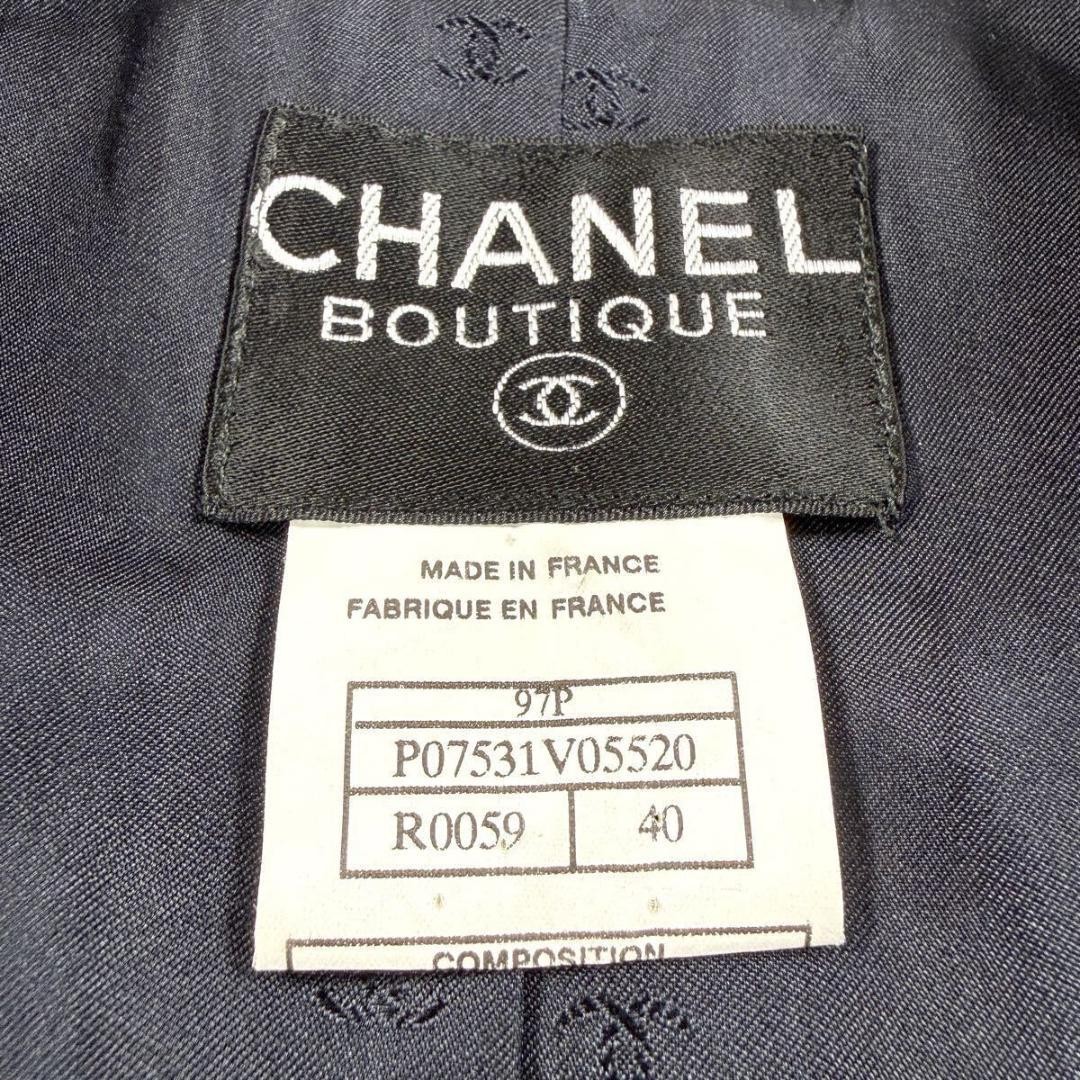 CHANEL
BOUTIQUE
MADE IN FRANCE
FABRIQUE EN FRANCE
97P
P07531V05520
R0059 40
COMPOSITION